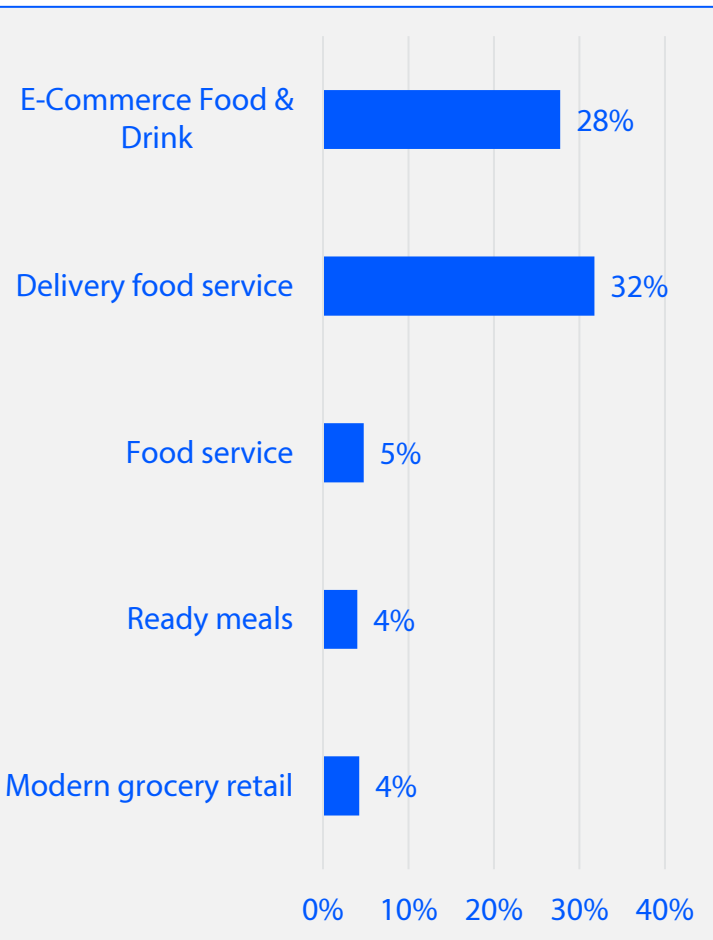 E-Commerce Food &
Drink
28%
Delivery food service
32%
Food service
5%
Ready meals
4%
Modern grocery retail
4%
0% 10% 20% 30% 40%